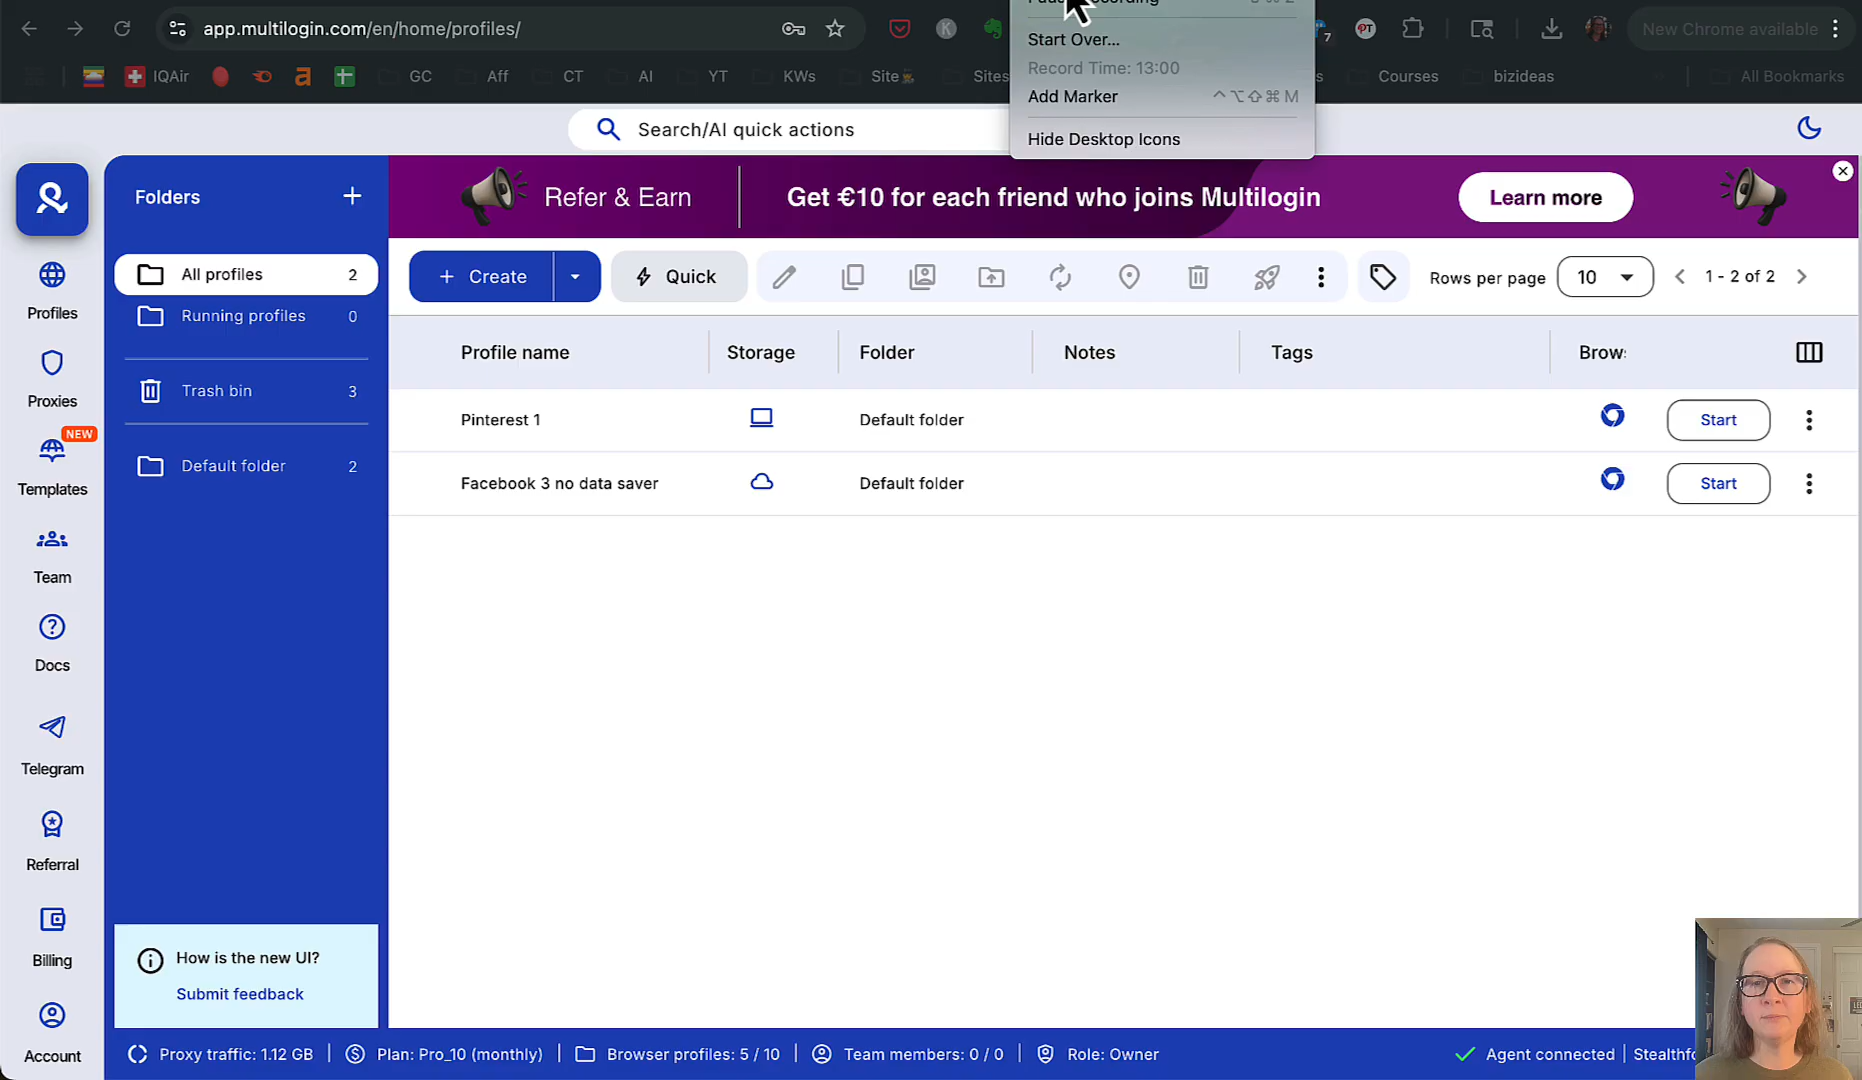 app.multilogin.com/en/home/profiles/
7
New Chrome available
IQAir
GC
Aff
CT
AI
YT
KWs
Site
Sites
Courses
bizideas
All Bookmarks
Start Over...
Record Time: 13:00
Add Marker ^⌥⇧⌘M
Hide Desktop Icons
Search/AI quick actions
Folders
Refer & Earn
Get €10 for each friend who joins Multilogin
Learn more
All profiles 2
Running profiles 0
Trash bin 3
Default folder 2
Profiles
Proxies
NEW
Templates
Team
Docs
Telegram
Referral
Billing
Account
+ Create
Quick
Rows per page 10 1 - 2 of 2
Profile name Storage Folder Notes Tags Brow
Pinterest 1 Default folder Start
Facebook 3 no data saver Default folder Start
How is the new UI?
Submit feedback
Proxy traffic: 1.12 GB | Plan: Pro_10 (monthly) | Browser profiles: 5 / 10 | Team members: 0 / 0 | Role: Owner
Agent connected | Stealthfo